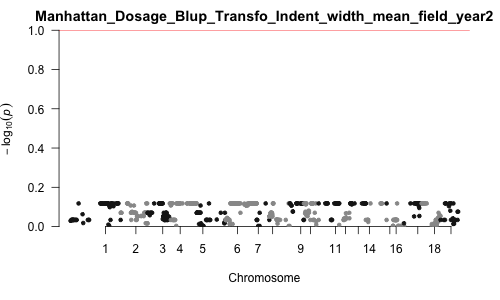 Manhattan_Dosage_Blup_Transfo_Indent_width_mean_field_year2
1.0
0.8
0.6
0.4
0.2
0.0
− log10(p)
1 2 3 4 5 6 7 9 11 14 16 18
Chromosome